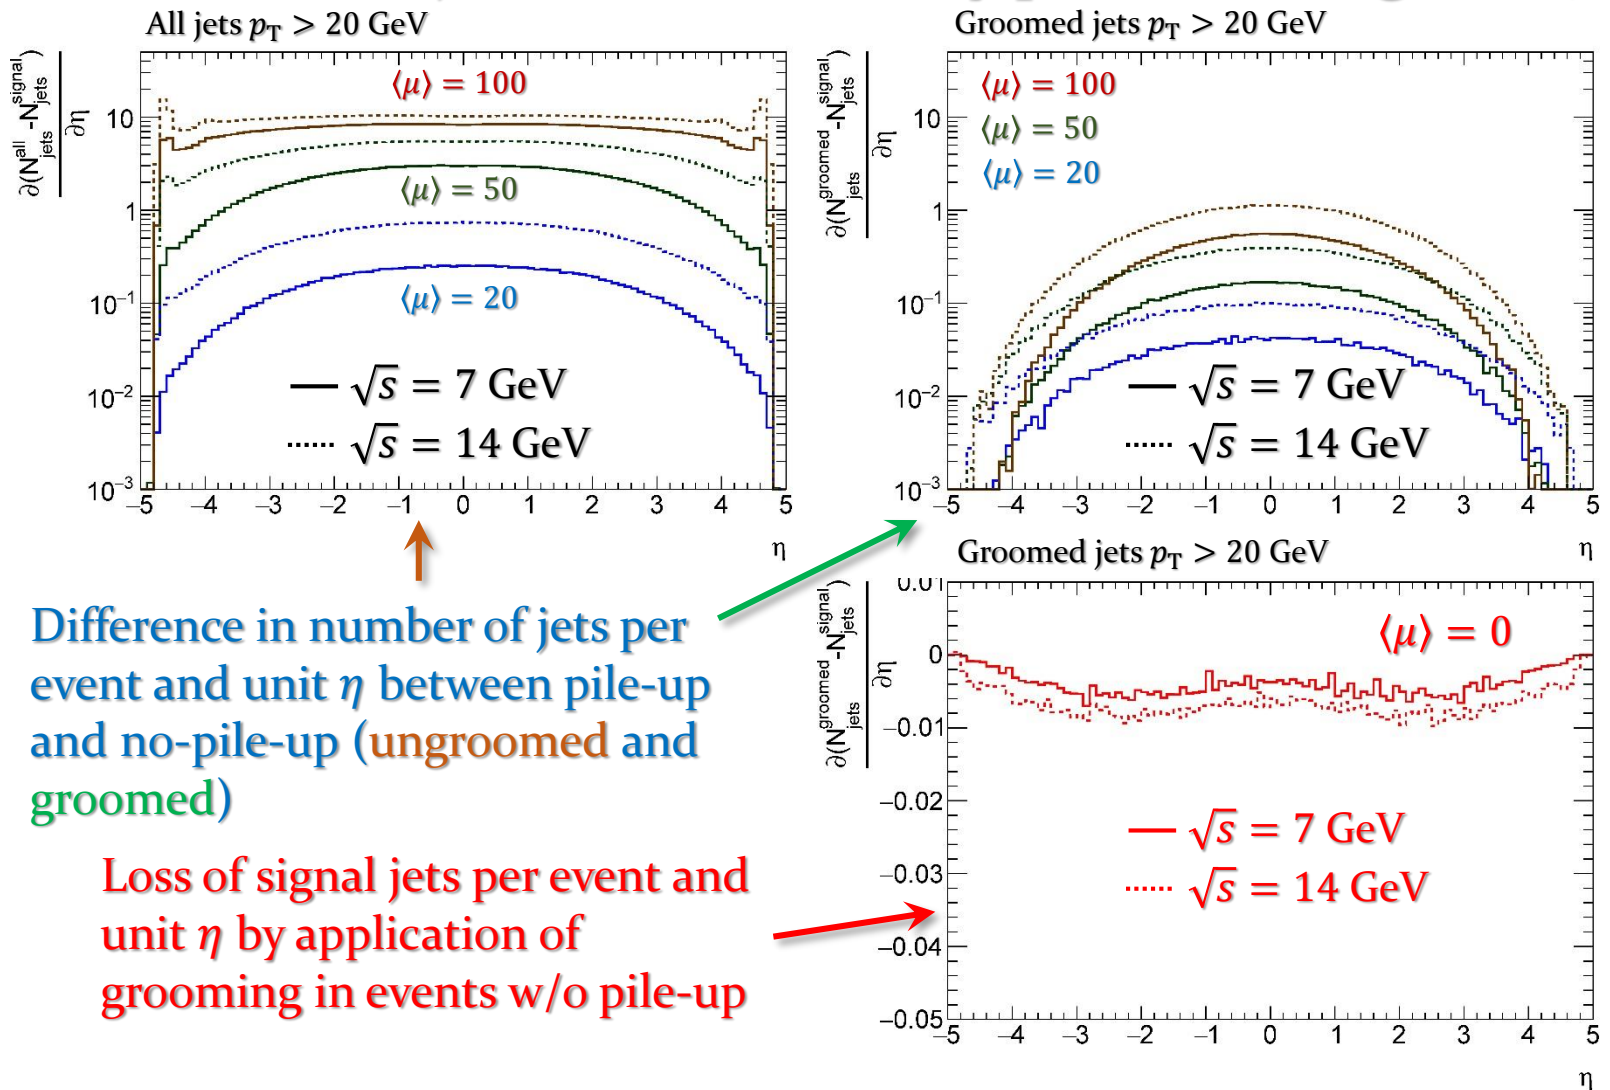 All jets pT > 20 GeV
∂(N^all_jets -N^signal_jets)
∂η
⟨μ⟩ = 100
⟨μ⟩ = 50
⟨μ⟩ = 20
√s = 7 GeV
√s = 14 GeV
10
1
10⁻¹
10⁻²
10⁻³
−5 −4 −3 −2 −1 0 1 2 3 4 5
η
Groomed jets pT > 20 GeV
∂(N^groomed_jets -N^signal_jets)
∂η
⟨μ⟩ = 100
⟨μ⟩ = 50
⟨μ⟩ = 20
√s = 7 GeV
√s = 14 GeV
10
1
10⁻¹
10⁻²
10⁻³
−5 −4 −3 −2 −1 0 1 2 3 4 5
η
Difference in number of jets per
event and unit η between pile-up
and no-pile-up (ungroomed and
groomed)
Loss of signal jets per event and
unit η by application of
grooming in events w/o pile-up
Groomed jets pT > 20 GeV
∂(N^groomed_jets -N^signal_jets)
∂η
⟨μ⟩ = 0
√s = 7 GeV
√s = 14 GeV
0.01
0
−0.01
−0.02
−0.03
−0.04
−0.05
−5 −4 −3 −2 −1 0 1 2 3 4 5
η